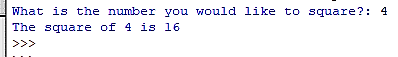 What is the number you would like to square?: 4
The square of 4 is 16
>>>